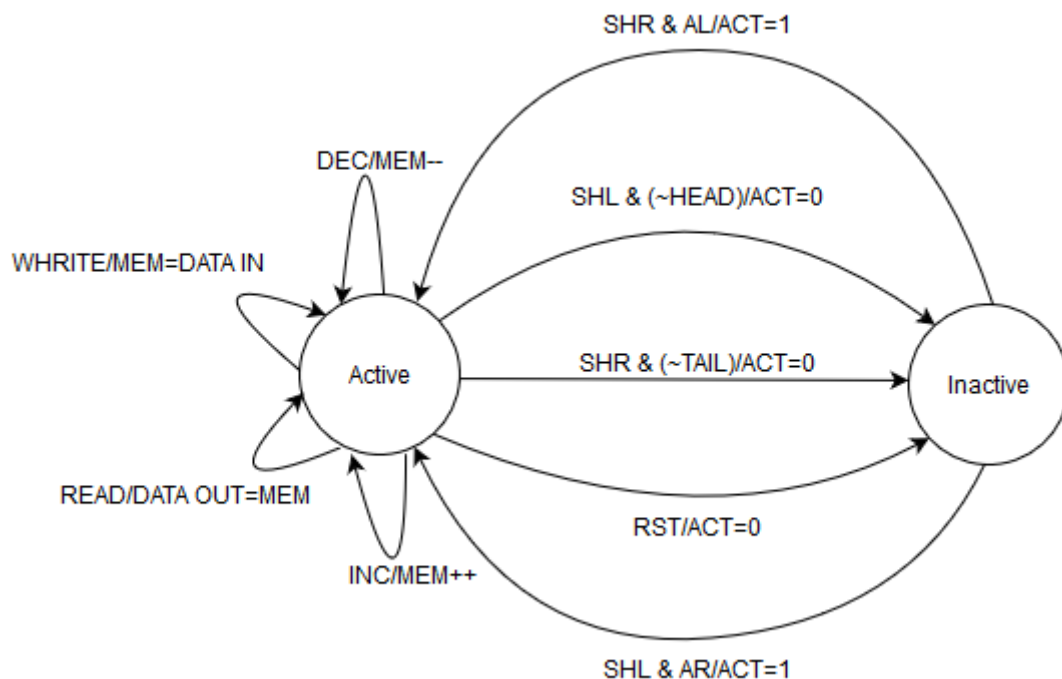 SHR & AL/ACT=1
DEC/MEM--
SHL & (~HEAD)/ACT=0
WHRITE/MEM=DATA IN
SHR & (~TAIL)/ACT=0
Active
Inactive
READ/DATA OUT=MEM
RST/ACT=0
INC/MEM++
SHL & AR/ACT=1